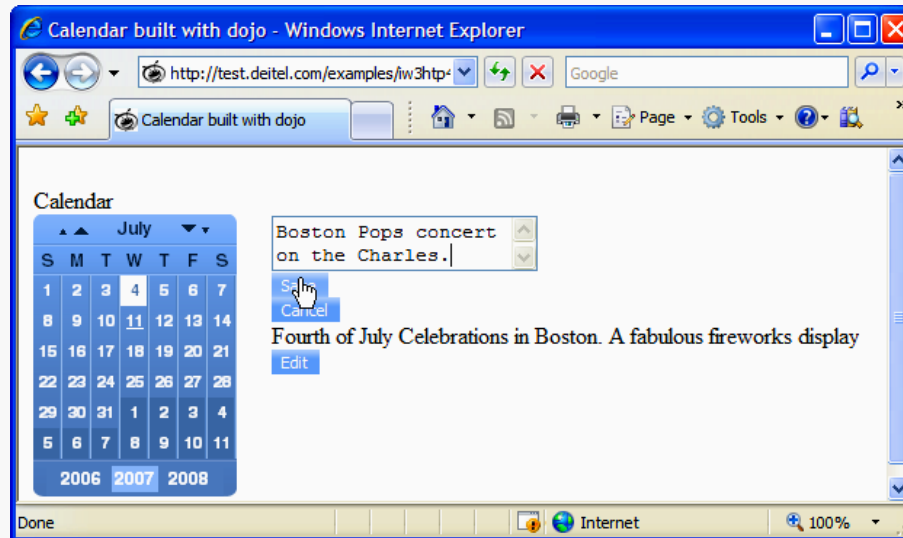 Calendar built with dojo - Windows Internet Explorer
http://test.deitel.com/examples/iw3htp4 Google
Calendar built with dojo Page Tools
Calendar
July
S M T W T F S
1 2 3 4 5 6 7
8 9 10 11 12 13 14
15 16 17 18 19 20 21
22 23 24 25 26 27 28
29 30 31 1 2 3 4
5 6 7 8 9 10 11
2006 2007 2008
Boston Pops concert
on the Charles.
Cancel
Fourth of July Celebrations in Boston. A fabulous fireworks display
Edit
Done Internet 100%